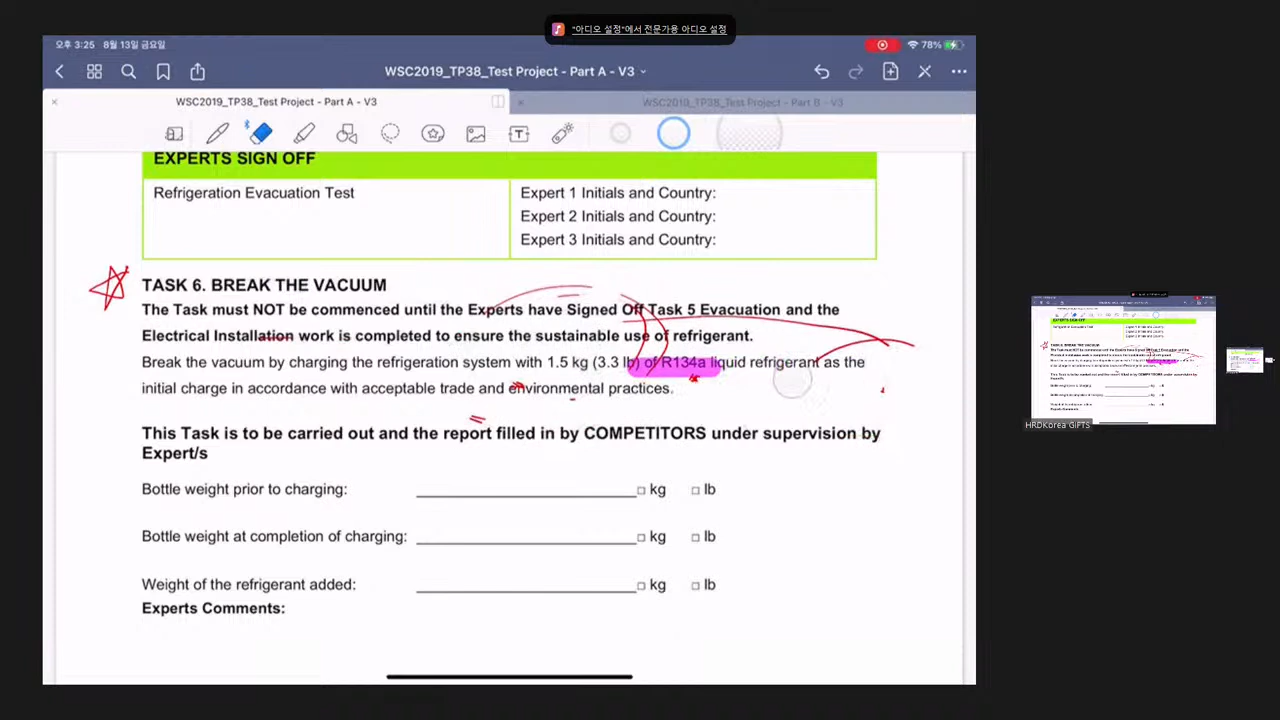 "아디오 설정"에서 전문가용 아디오 설정
오후 3:25 8월 13일 금요일
78%
WSC2019_TP38_Test Project - Part A - V3
WSC2019_TP38_Test Project - Part A - V3
WSC2019_TP38_Test Project - Part B - V3
EXPERTS SIGN OFF
Refrigeration Evacuation Test
Expert 1 Initials and Country:
Expert 2 Initials and Country:
Expert 3 Initials and Country:
TASK 6. BREAK THE VACUUM
The Task must NOT be commenced until the Experts have Signed Off Task 5 Evacuation and the
Electrical Installation work is completed to ensure the sustainable use of refrigerant.
Break the vacuum by charging the refrigeration system with 1.5 kg (3.3 lb) of R134a liquid refrigerant as the
initial charge in accordance with acceptable trade and environmental practices.
This Task is to be carried out and the report filled in by COMPETITORS under supervision by
Expert/s
Bottle weight prior to charging: kg lb
Bottle weight at completion of charging: kg lb
Weight of the refrigerant added: kg lb
Experts Comments:
HRDKorea GIFTS